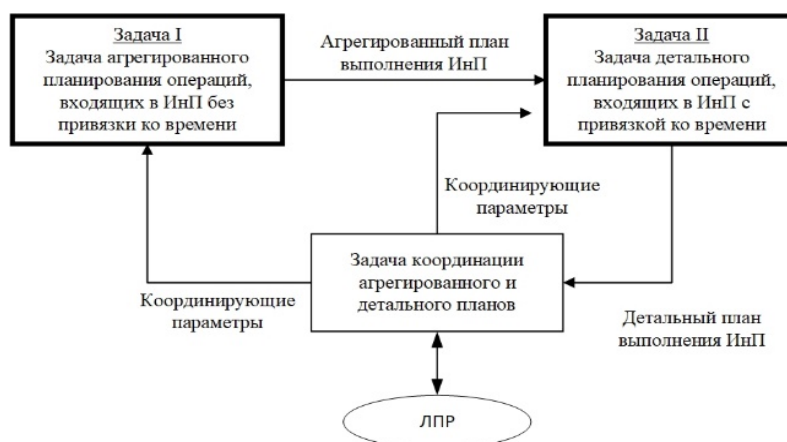 Задача I
Задача агрегированного
планирования операций,
входящих в ИнП без
привязки ко времени
Агрегированный план
выполнения ИнП
Задача II
Задача детального
планирования операций,
входящих в ИнП с
привязкой ко времени
Координирующие
параметры
Задача координации
агрегированного и
детального планов
Координирующие
параметры
Детальный план
выполнения ИнП
ЛПР